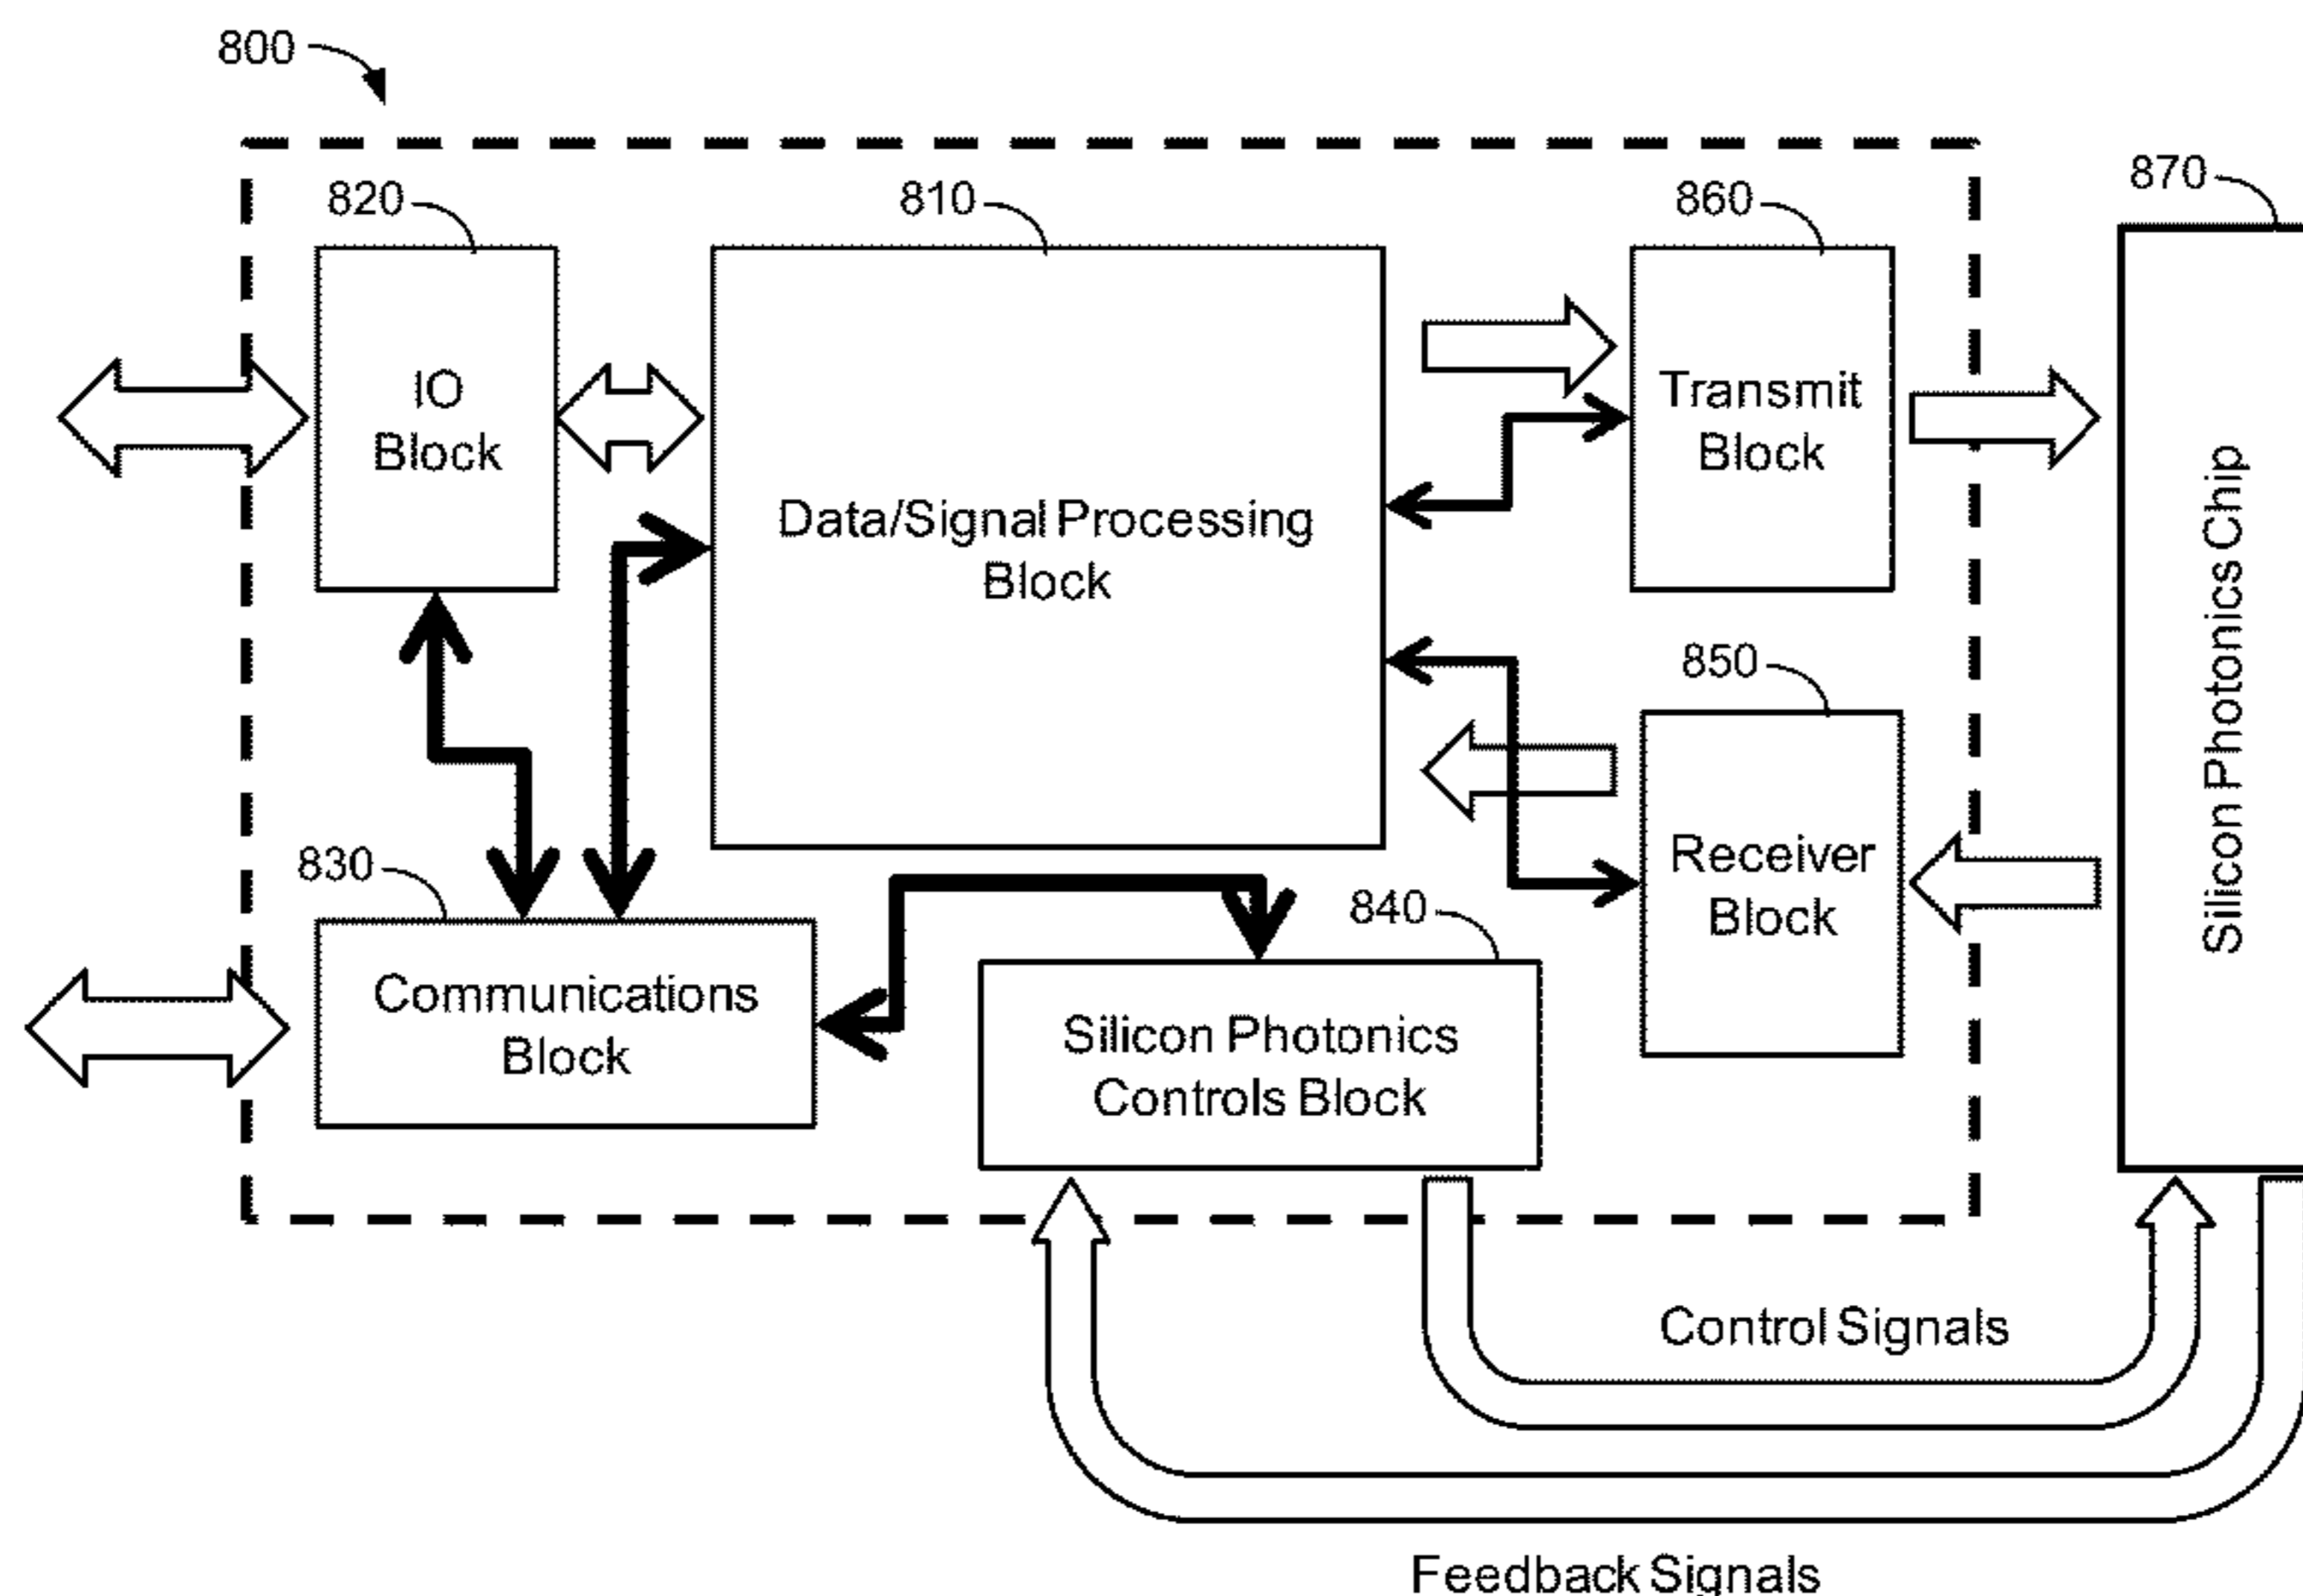 800
820
810
860
870
IO
Block
Data/Signal Processing
Block
Transmit
Block
Silicon Photonics Chip
850
Receiver
Block
830
Communications
Block
840
Silicon Photonics
Controls Block
Control Signals
Feedback Signals